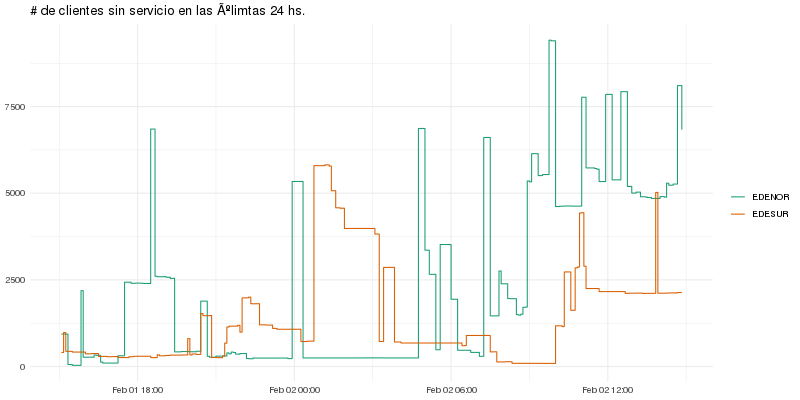 # de clientes sin servicio en las Ãºlimtas 24 hs.
7500
5000
2500
0
Feb 01 18:00
Feb 02 00:00
Feb 02 06:00
Feb 02 12:00
EDENOR
EDESUR